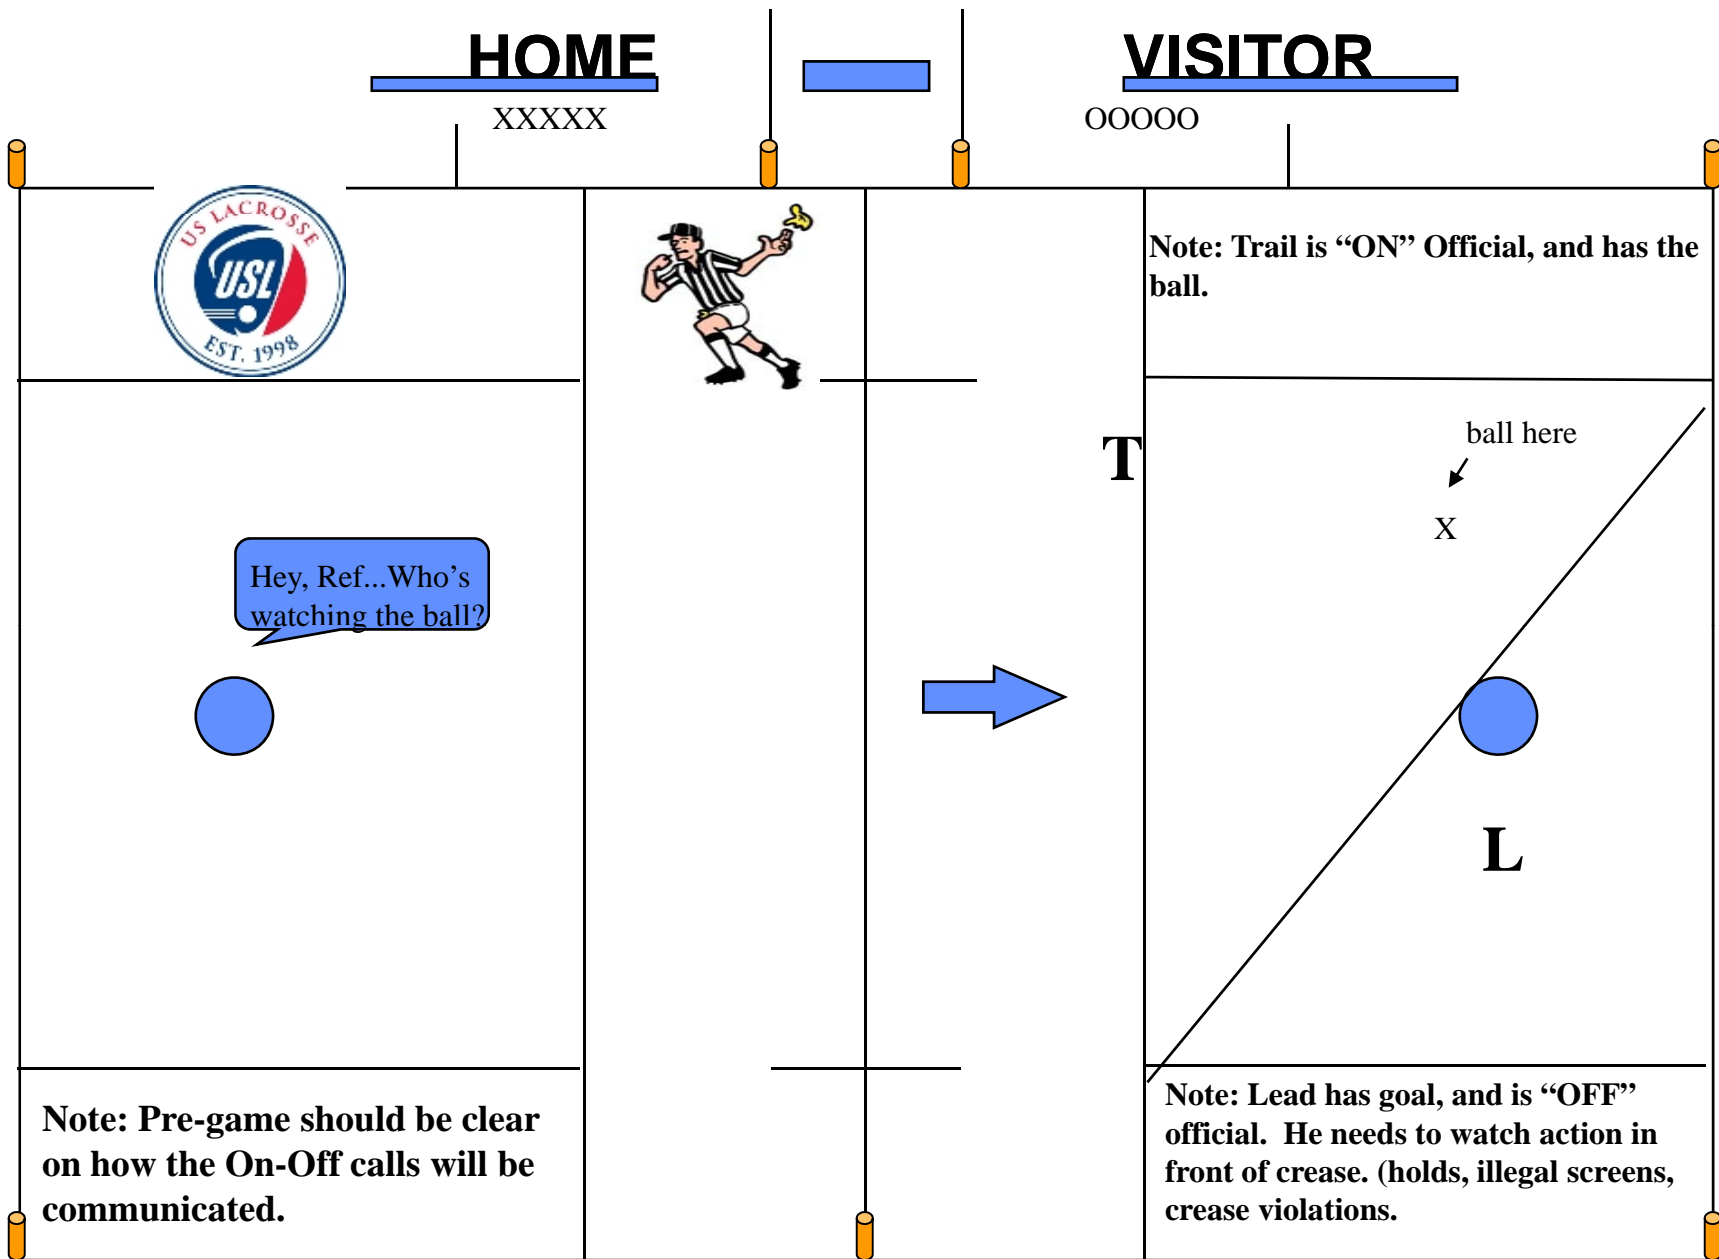 HOME
VISITOR
XXXXX
OOOOO
US LACROSSE
USL
EST. 1998
Note: Trail is “ON” Official, and has the
ball.
T
ball here
X
Hey, Ref...Who’s
watching the ball?
L
Note: Pre-game should be clear
on how the On-Off calls will be
communicated.
Note: Lead has goal, and is “OFF”
official.  He needs to watch action in
front of crease. (holds, illegal screens,
crease violations.